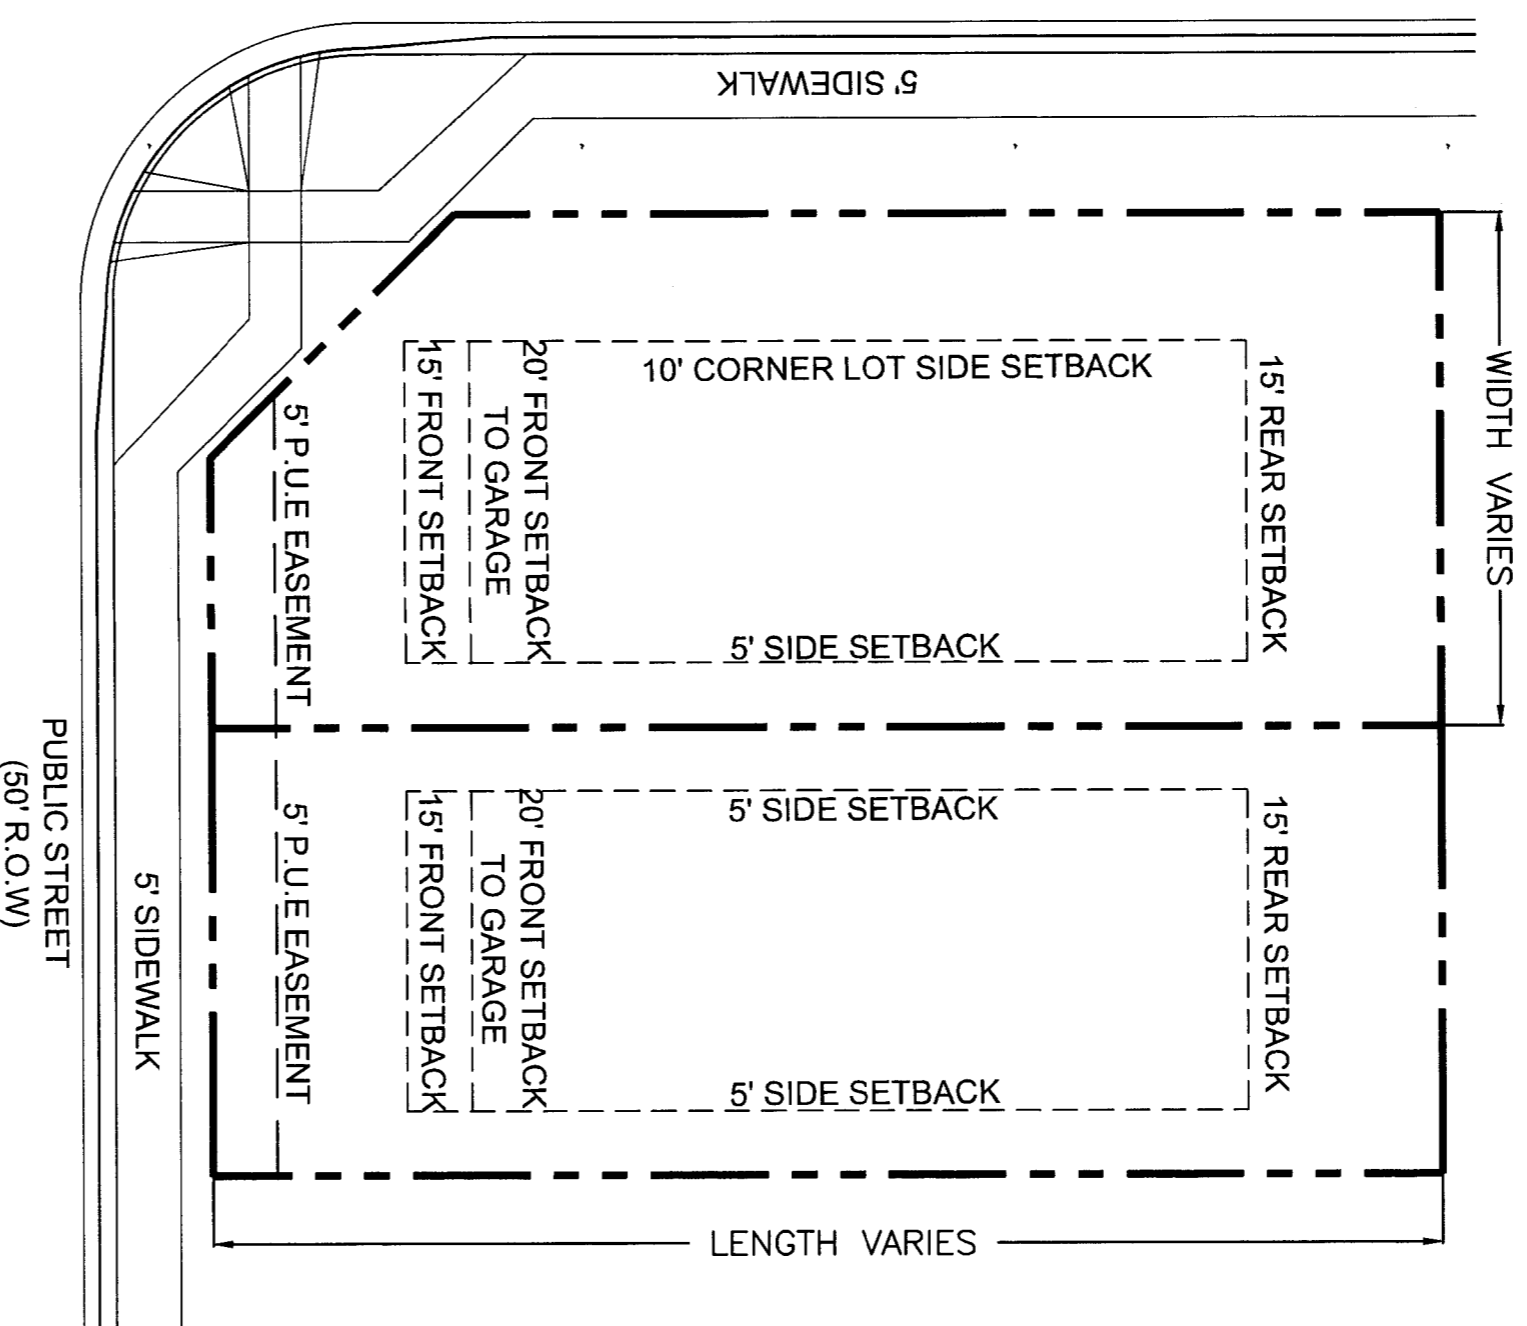 5' SIDEWALK
10' CORNER LOT SIDE SETBACK
15' FRONT SETBACK
20' FRONT SETBACK
TO GARAGE
15' REAR SETBACK
WIDTH VARIES
5' P.U.E EASEMENT
5' SIDE SETBACK
5' SIDE SETBACK
15' FRONT SETBACK
20' FRONT SETBACK
TO GARAGE
15' REAR SETBACK
5' P.U.E EASEMENT
5' SIDE SETBACK
5' SIDEWALK
PUBLIC STREET
(50' R.O.W)
LENGTH VARIES